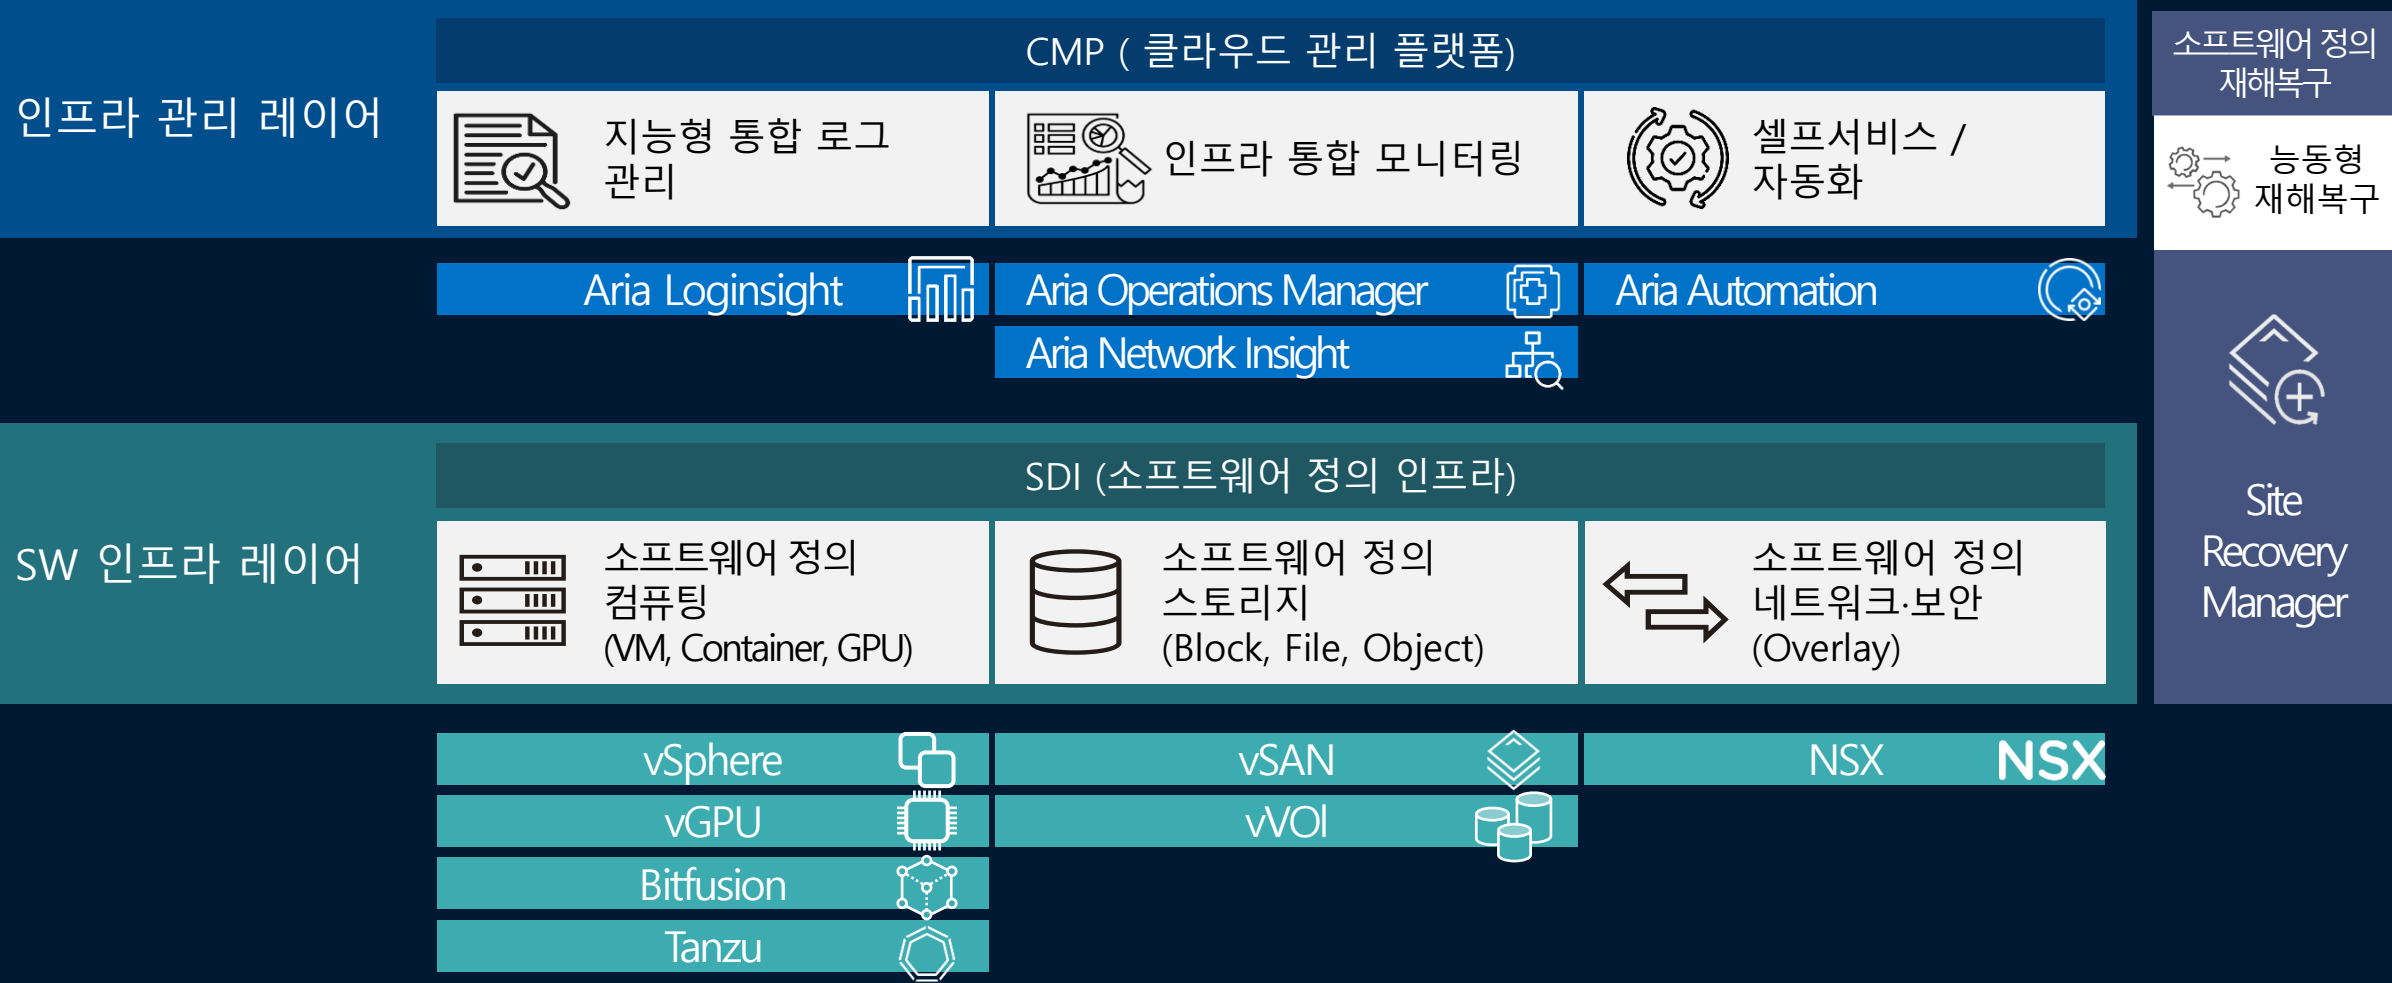 CMP ( 클라우드 관리 플랫폼)
인프라 관리 레이어
지능형 통합 로그
관리
인프라 통합 모니터링
셀프서비스 /
자동화
Aria Loginsight
Aria Operations Manager
Aria Automation
Aria Network Insight
SDI (소프트웨어 정의 인프라)
SW 인프라 레이어
소프트웨어 정의
컴퓨팅
(VM, Container, GPU)
소프트웨어 정의
스토리지
(Block, File, Object)
소프트웨어 정의
네트워크·보안
(Overlay)
vSphere
vSAN
NSX
NSX
vGPU
vVOl
Bitfusion
Tanzu
소프트웨어 정의
재해복구
능동형
재해복구
Site
Recovery
Manager